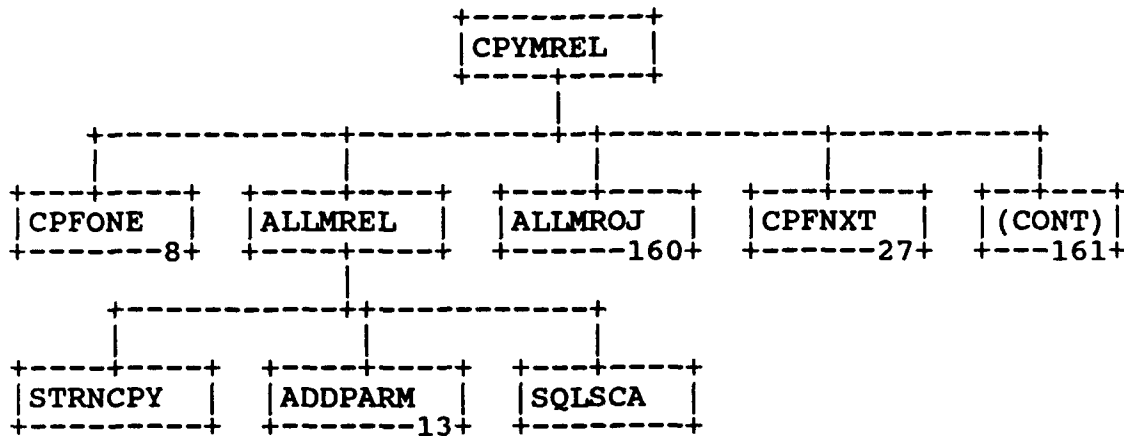 CPYMREL
CPFONE ALLMREL ALLMROJ CPFNXT (CONT)
8 160 27 161
STRNCPY ADDPARM SQLSCA
13